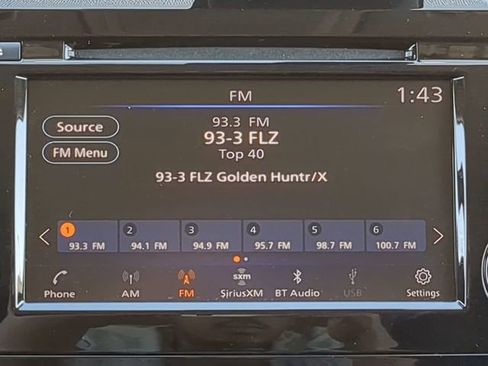 FM 1:43
Source
FM Menu
93.3 FM
93-3 FLZ
Top 40
93-3 FLZ Golden Huntr/X
1 2 3 4 5 6
93.3 FM 94.1 FM 94.9 FM 95.7 FM 98.7 FM 100.7 FM
sxm
Phone AM FM SiriusXM BT Audio USB Settings